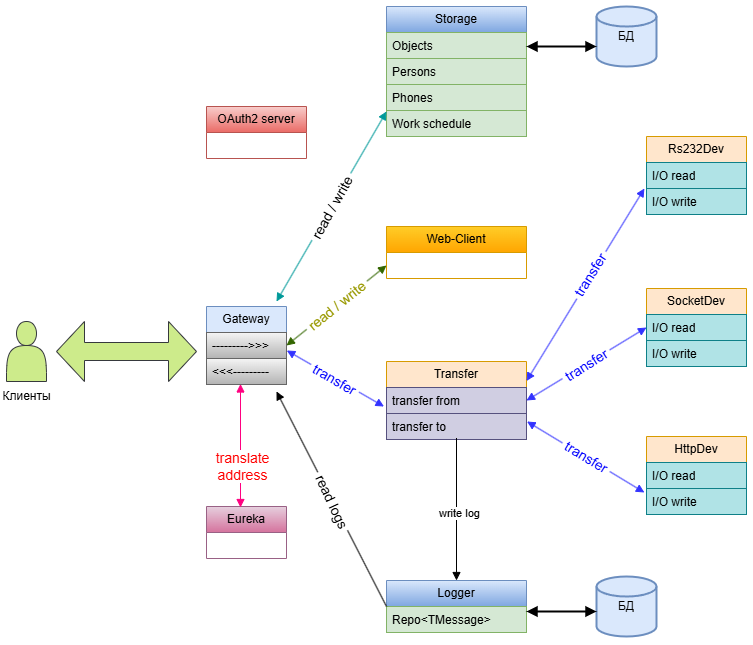 Storage
Objects
Persons
Phones
Work schedule
БД
OAuth2 server
Rs232Dev
I/O read
I/O write
read / write
Web-Client
read / write
transfer
Gateway
---------->>>
<<<---------
SocketDev
I/O read
I/O write
transfer
Клиенты
transfer
Transfer
transfer from
transfer to
HttpDev
I/O read
I/O write
transfer
translate
address
read logs
write log
Eureka
Logger
Repo<TMessage>
БД